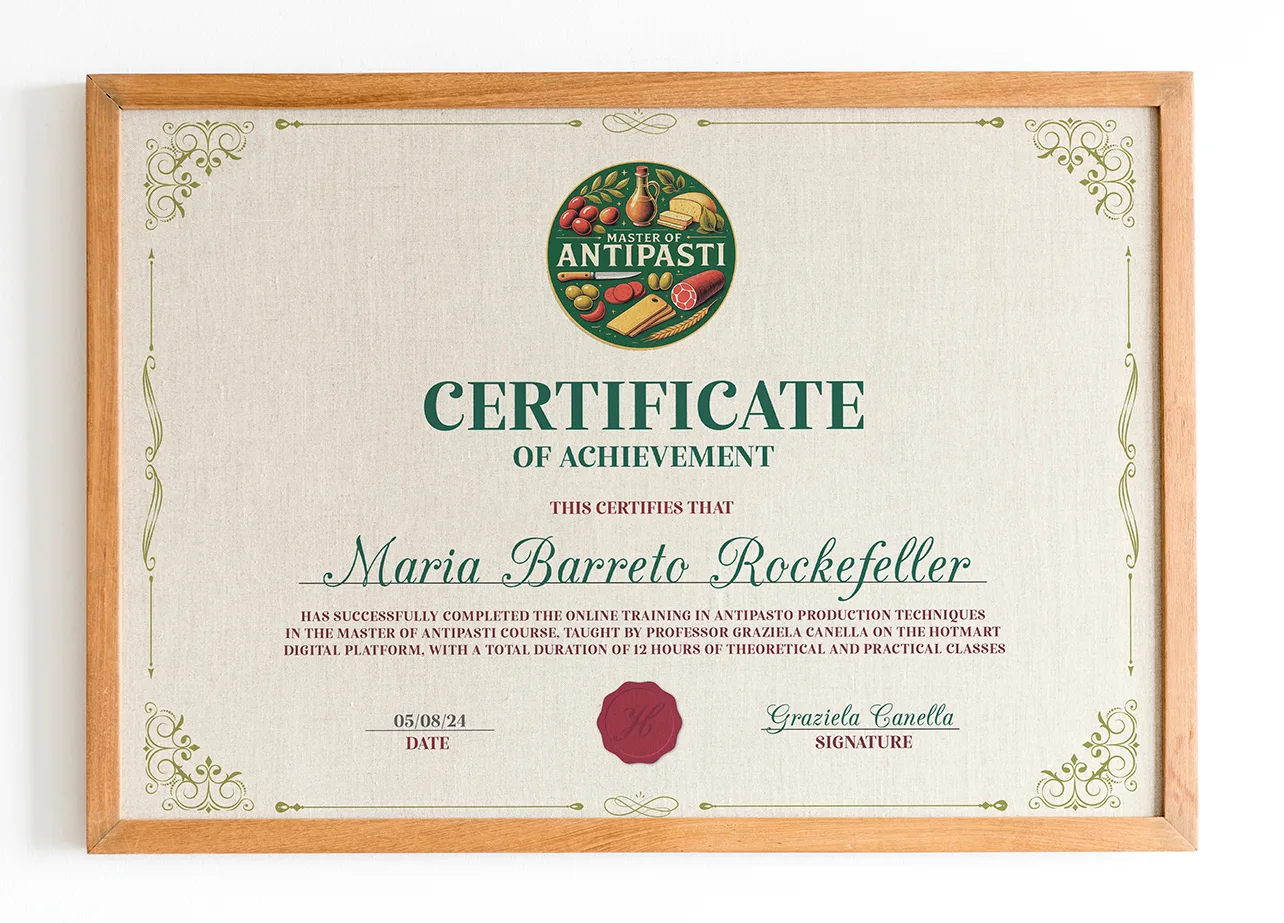 MASTER OF
ANTIPASTI
CERTIFICATE
OF ACHIEVEMENT
THIS CERTIFIES THAT
Maria Barreto Rockefeller
HAS SUCCESSFULLY COMPLETED THE ONLINE TRAINING IN ANTIPASTO PRODUCTION TECHNIQUES
IN THE MASTER OF ANTIPASTI COURSE, TAUGHT BY PROFESSOR GRAZIELA CANELLA ON THE HOTMART
DIGITAL PLATFORM, WITH A TOTAL DURATION OF 12 HOURS OF THEORETICAL AND PRACTICAL CLASSES
05/08/24
DATE
H
Graziela Canella
SIGNATURE